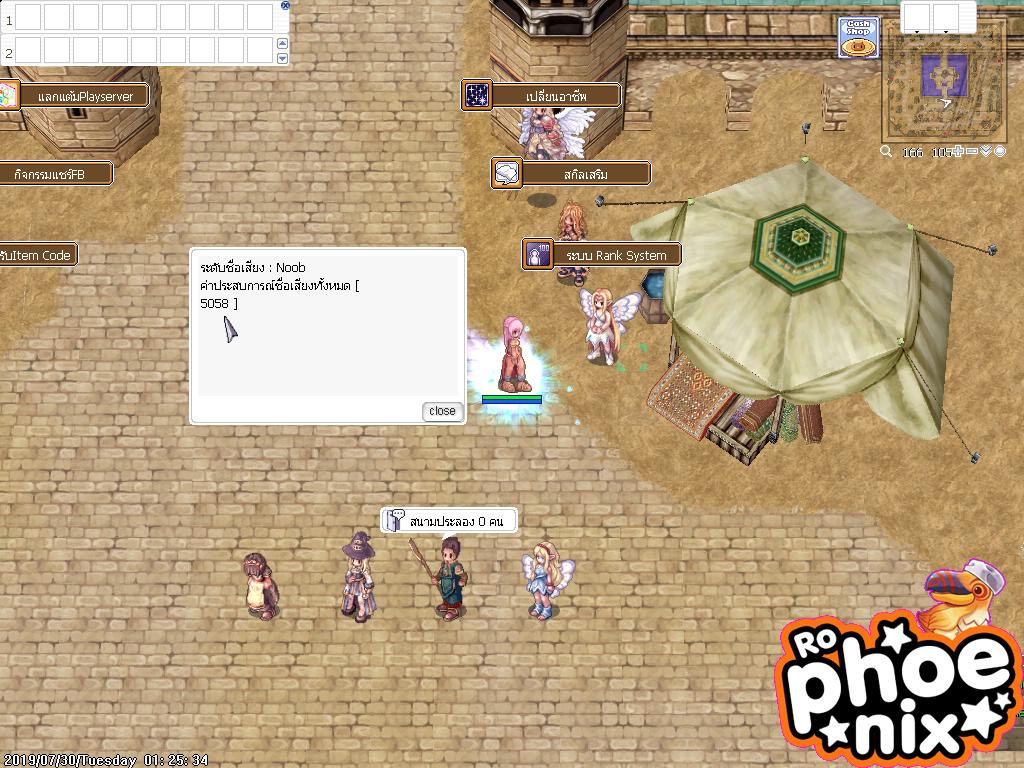 1
2
Cash
Shop
แลกแต้มPlayserver
เปลี่ยนอาชีพ
166 105
กิจกรรมแชร์FB
สกิลเสริม
รับItem Code
100
ระบบ Rank System
ระดับชื่อเสียง : Noob
ค่าประสบการณ์ชื่อเสียงทั้งหมด [
5058 ]
close
สนามประลอง 0 คน
RO
phoe
nix
2019/07/30/Tuesday 01:25:34